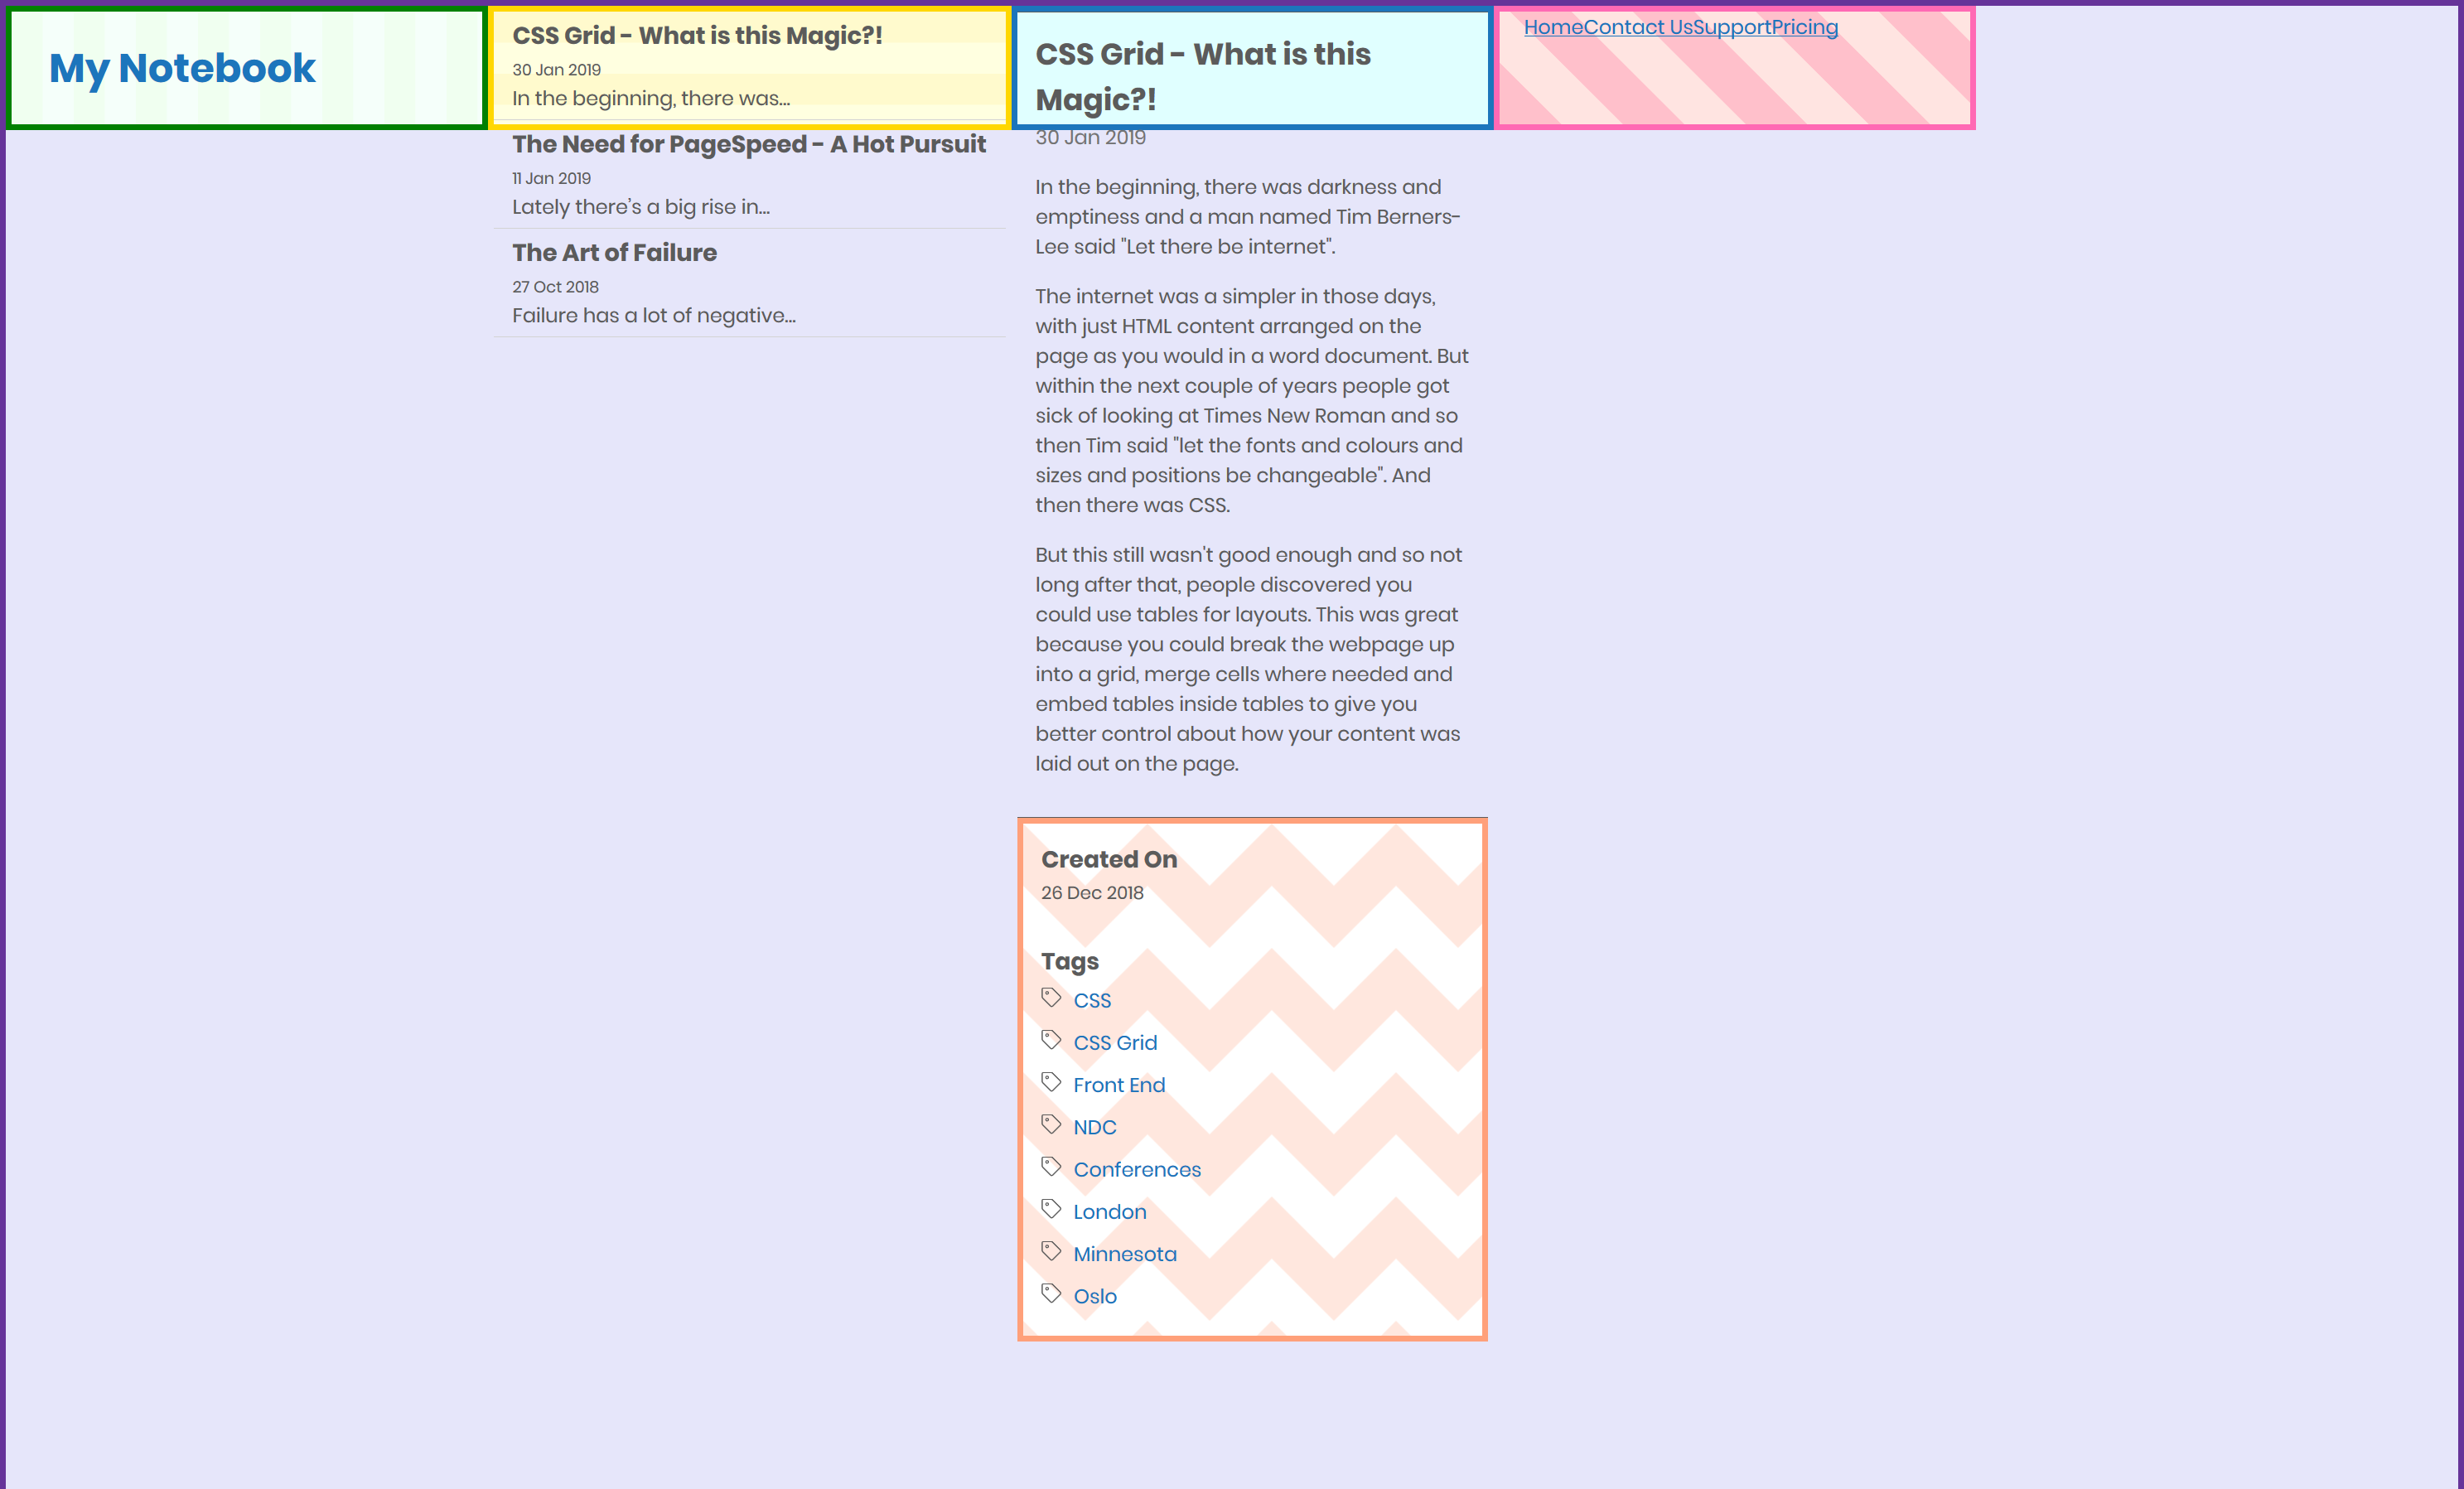 My Notebook
CSS Grid - What is this Magic?!
30 Jan 2019
In the beginning, there was...
The Need for PageSpeed - A Hot Pursuit
11 Jan 2019
Lately there's a big rise in...
The Art of Failure
27 Oct 2018
Failure has a lot of negative...
CSS Grid - What is this
Magic?!
30 Jan 2019
In the beginning, there was darkness and
emptiness and a man named Tim Berners-
Lee said "Let there be internet".
The internet was a simpler in those days,
with just HTML content arranged on the
page as you would in a word document. But
within the next couple of years people got
sick of looking at Times New Roman and so
then Tim said "let the fonts and colours and
sizes and positions be changeable". And
then there was CSS.
But this still wasn't good enough and so not
long after that, people discovered you
could use tables for layouts. This was great
because you could break the webpage up
into a grid, merge cells where needed and
embed tables inside tables to give you
better control about how your content was
laid out on the page.
Created On
26 Dec 2018
Tags
CSS
CSS Grid
Front End
NDC
Conferences
London
Minnesota
Oslo
HomeContact UsSupportPricing